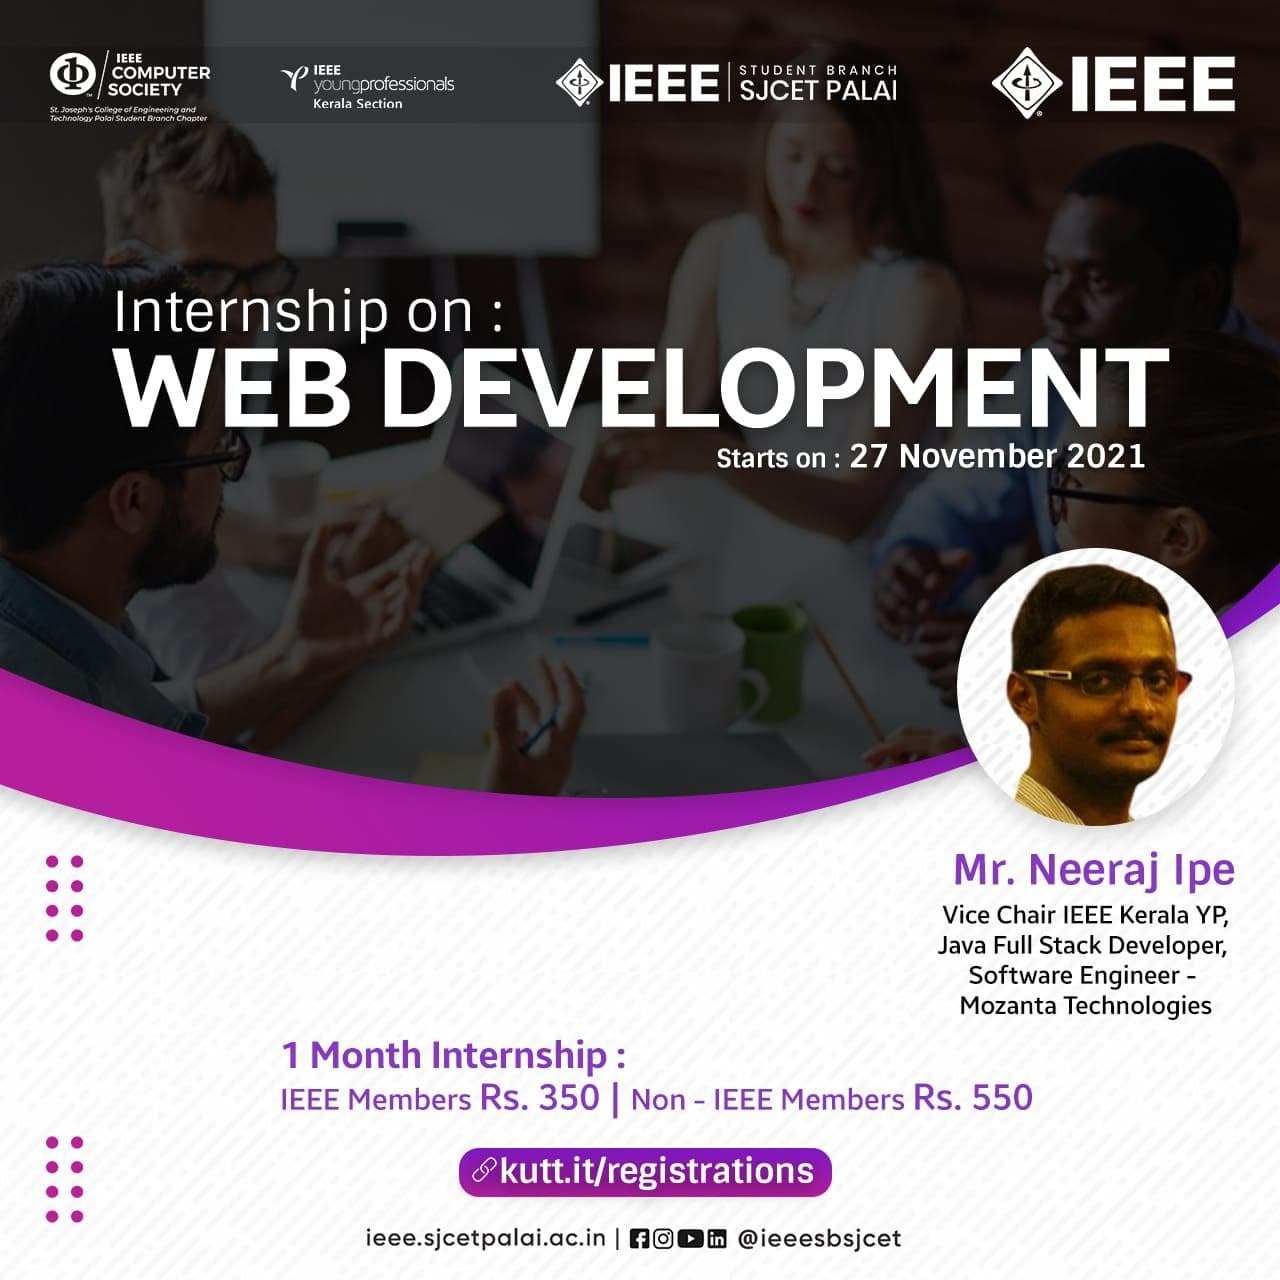 IEEE
COMPUTER
SOCIETY
St. Joseph's College of Engineering and
Technology Palai Student Branch Chapter
IEEE
youngprofessionals
Kerala Section
IEEE | STUDENT BRANCH
SJCET PALAI
IEEE
Internship on :
WEB DEVELOPMENT
Starts on : 27 November 2021
Mr. Neeraj Ipe
Vice Chair IEEE Kerala YP,
Java Full Stack Developer,
Software Engineer -
Mozanta Technologies
1 Month Internship :
IEEE Members Rs. 350 | Non - IEEE Members Rs. 550
kutt.it/registrations
ieee.sjcetpalai.ac.in | @ieeesbsjcet